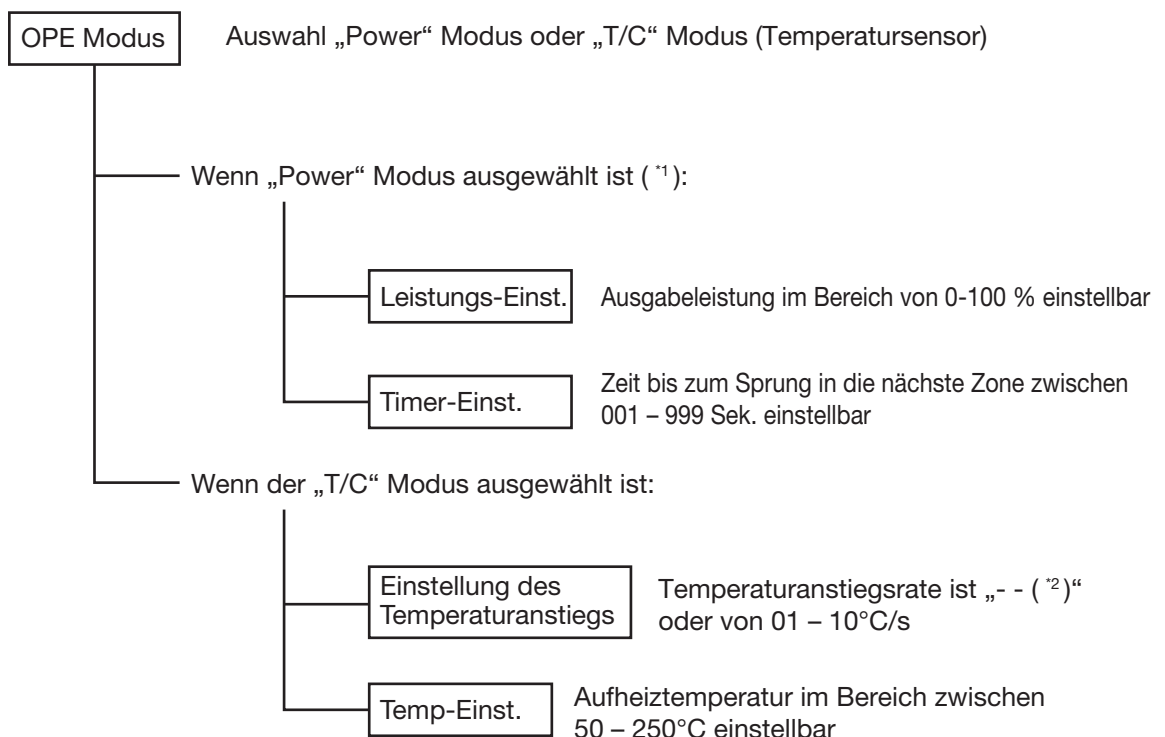 OPE Modus
Auswahl „Power“ Modus oder „T/C“ Modus (Temperatursensor)
Wenn „Power“ Modus ausgewählt ist ( *1):
Leistungs-Einst.
Ausgabeleistung im Bereich von 0-100 % einstellbar
Timer-Einst.
Zeit bis zum Sprung in die nächste Zone zwischen
001 – 999 Sek. einstellbar
Wenn der „T/C“ Modus ausgewählt ist:
Einstellung des
Temperaturanstiegs
Temperaturanstiegsrate ist „- - ( *2)“
oder von 01 – 10°C/s
Temp-Einst.
Aufheiztemperatur im Bereich zwischen
50 – 250°C einstellbar